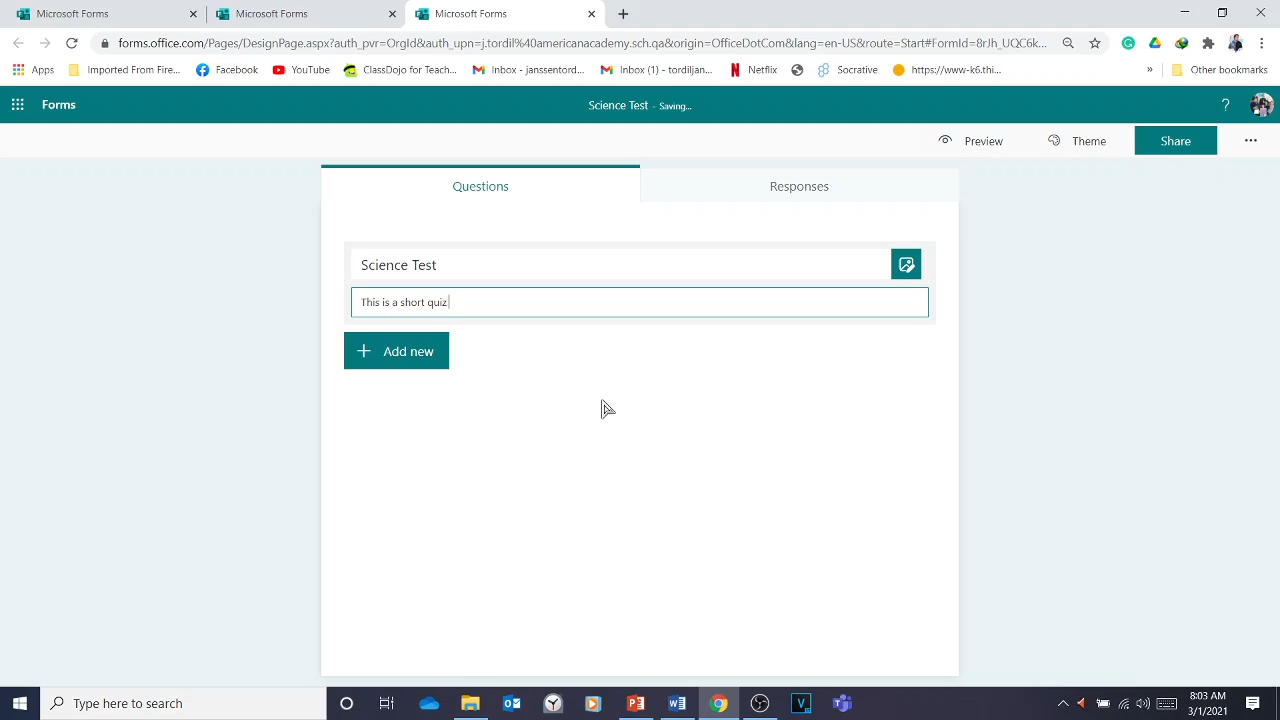 Microsoft Forms
Microsoft Forms
Microsoft Forms
forms.office.com/Pages/DesignPage.aspx?auth_pvr=OrgId&auth_upn=j.tordil%40americanacademy.sch.qa&origin=OfficeDotCom&lang=en-US&route=Start#FormId=8rJh_UQC6k...
Apps
Imported From Fire...
Facebook
YouTube
ClassDojo for Teach...
Inbox - janssentord...
Inbox (1) - tordiljan...
Netflix
Socrative
https://www-k6.thi...
»
Other bookmarks
Forms
Science Test - Saving...
?
Preview
Theme
Share
Questions
Responses
Science Test
This is a short quiz
Add new
Type here to search
8:03 AM
3/1/2021